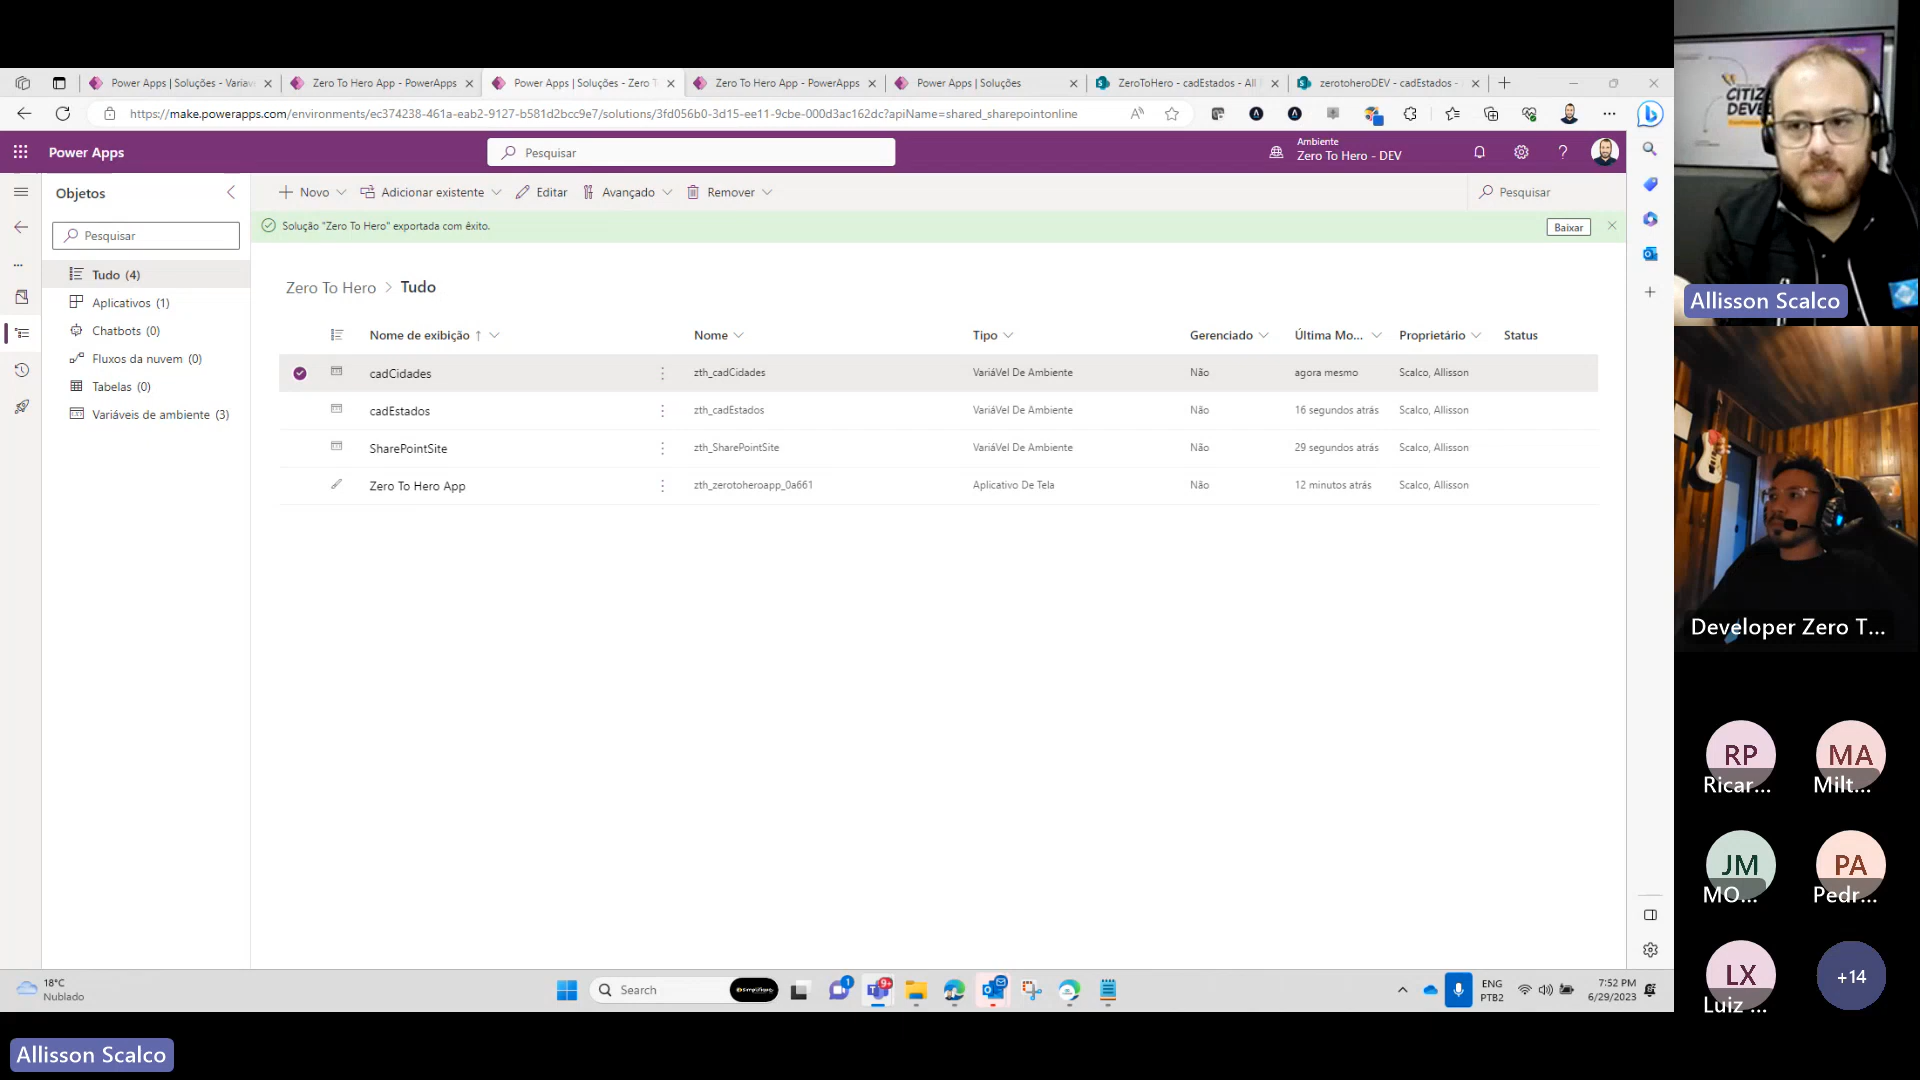 Power Apps | Soluções - Variav
Zero To Hero App - PowerApps
Power Apps | Soluções - Zero T
Zero To Hero App - PowerApps
Power Apps | Soluções
ZeroToHero - cadEstados - All
zerotoheroDEV - cadEstados -
https://make.powerapps.com/environments/ec374238-461a-eab2-9127-b581d2bcc9e7/solutions/3fd056b0-3d15-ee11-9cbe-000d3ac162dc?apiName=shared_sharepointonline
Power Apps
Pesquisar
Ambiente
Zero To Hero - DEV
Objetos
Novo
Adicionar existente
Editar
Avançado
Remover
Pesquisar
Solução "Zero To Hero" exportada com êxito.
Baixar
Pesquisar
Tudo (4)
Aplicativos (1)
Chatbots (0)
Fluxos da nuvem (0)
Tabelas (0)
Variáveis de ambiente (3)
Zero To Hero > Tudo
Nome de exibição ↑ Nome Tipo Gerenciado Última Mo... Proprietário Status
cadCidades zth_cadCidades VariáVel De Ambiente Não agora mesmo Scalco, Allisson
cadEstados zth_cadEstados VariáVel De Ambiente Não 16 segundos atrás Scalco, Allisson
SharePointSite zth_SharePointSite VariáVel De Ambiente Não 29 segundos atrás Scalco, Allisson
Zero To Hero App zth_zerotoheroapp_0a661 Aplicativo De Tela Não 12 minutos atrás Scalco, Allisson
CITIZ
DEV
Allisson Scalco
Developer Zero T...
RP
Ricar...
MA
Milt...
JM
MO...
PA
Pedr...
LX
Luiz ...
+14
18°C
Nublado
Search
1
9+
ENG
PTB2
7:52 PM
6/29/2023
Allisson Scalco